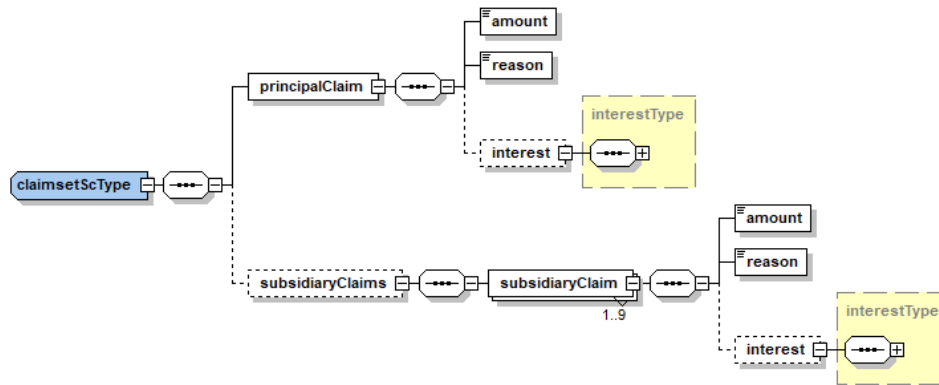 amount
reason
principalClaim
interestType
interest
claimsetScType
amount
reason
subsidiaryClaims
subsidiaryClaim
1..9
interestType
interest